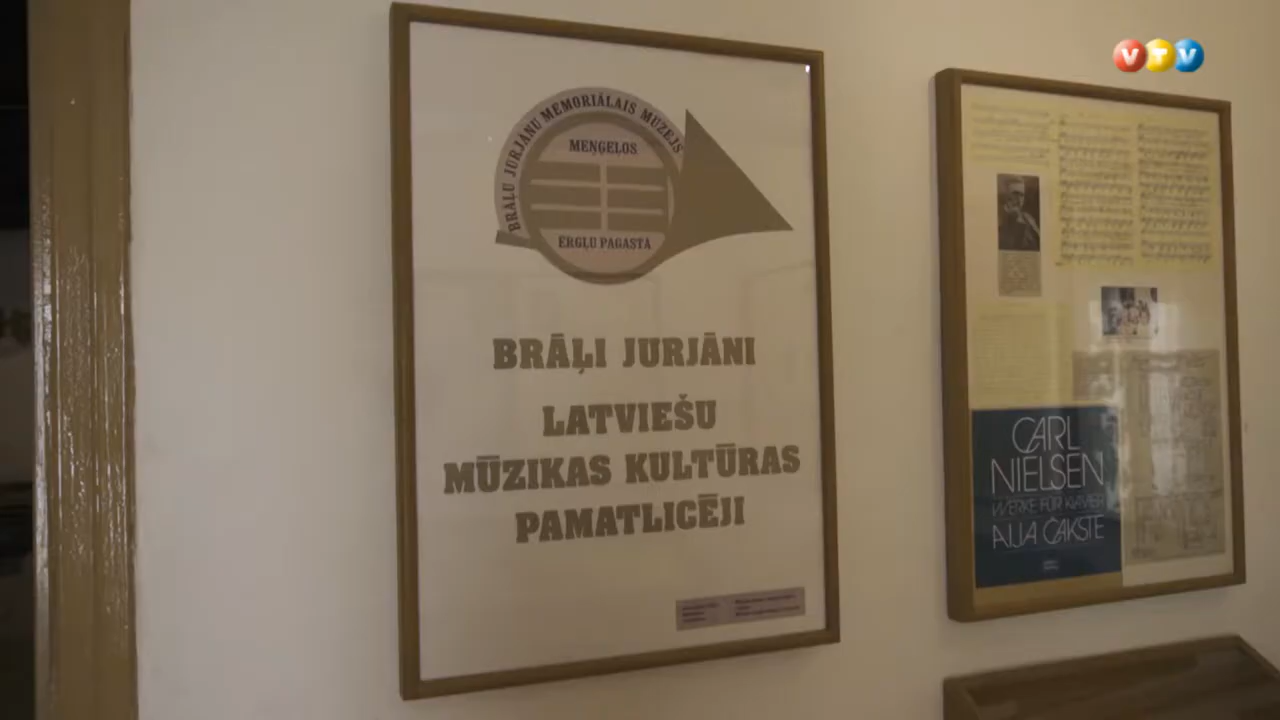 VTV
BRĀĻU JURJĀNU MEMORIĀLAIS MUZEJS
MEŅĢEĻOS
ĒRGĻU PAGASTĀ
BRĀĻI JURJĀNI
LATVIEŠU
MŪZIKAS KULTŪRAS
PAMATLICĒJI
CARL
NIELSEN
WERKE FÜR KLAVIER
AIJA ČAKSTE